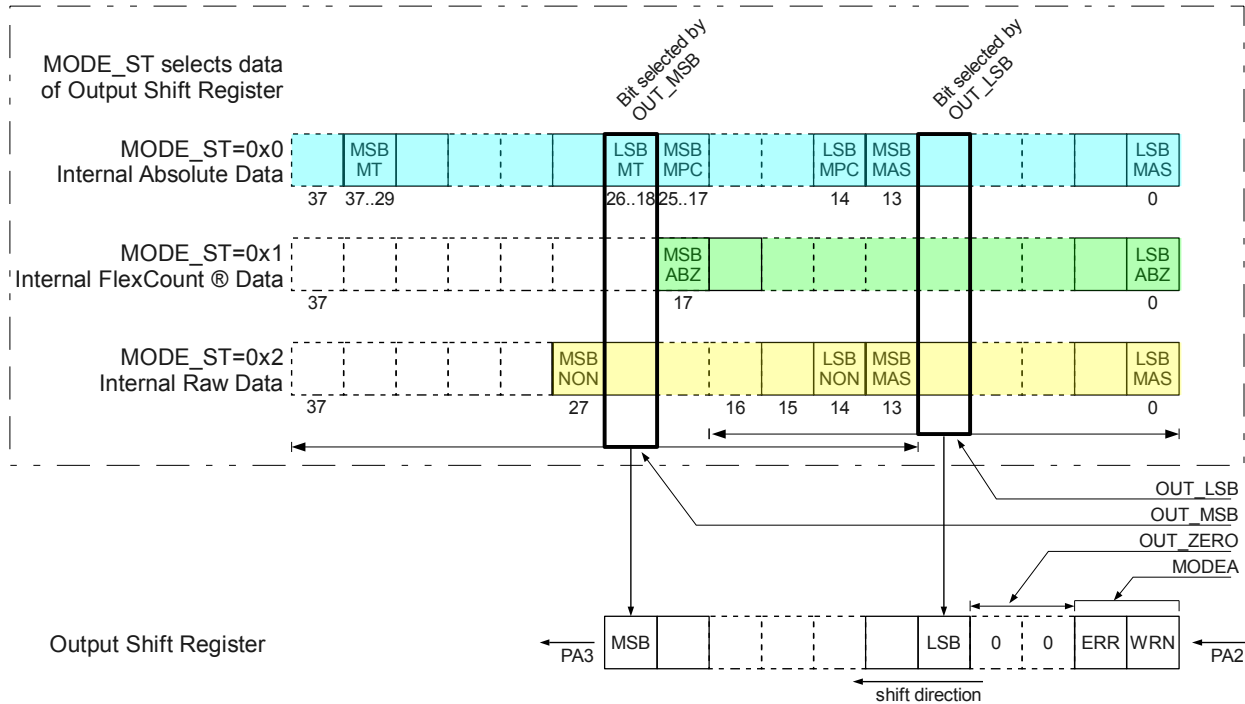 MODE_ST selects data
of Output Shift Register
Bit selected by
OUT_MSB
Bit selected by
OUT_LSB
MODE_ST=0x0
Internal Absolute Data
MSB MT
LSB MT
MSB MPC
LSB MPC
MSB MAS
LSB MAS
37 37..29 26..18 25..17 14 13 0
MODE_ST=0x1
Internal FlexCount ® Data
MSB ABZ
LSB ABZ
37 17 0
MODE_ST=0x2
Internal Raw Data
MSB NON
LSB NON
MSB MAS
LSB MAS
37 27 16 15 14 13 0
OUT_LSB
OUT_MSB
OUT_ZERO
MODEA
Output Shift Register
PA3 MSB LSB 0 0 ERR WRN PA2
shift direction